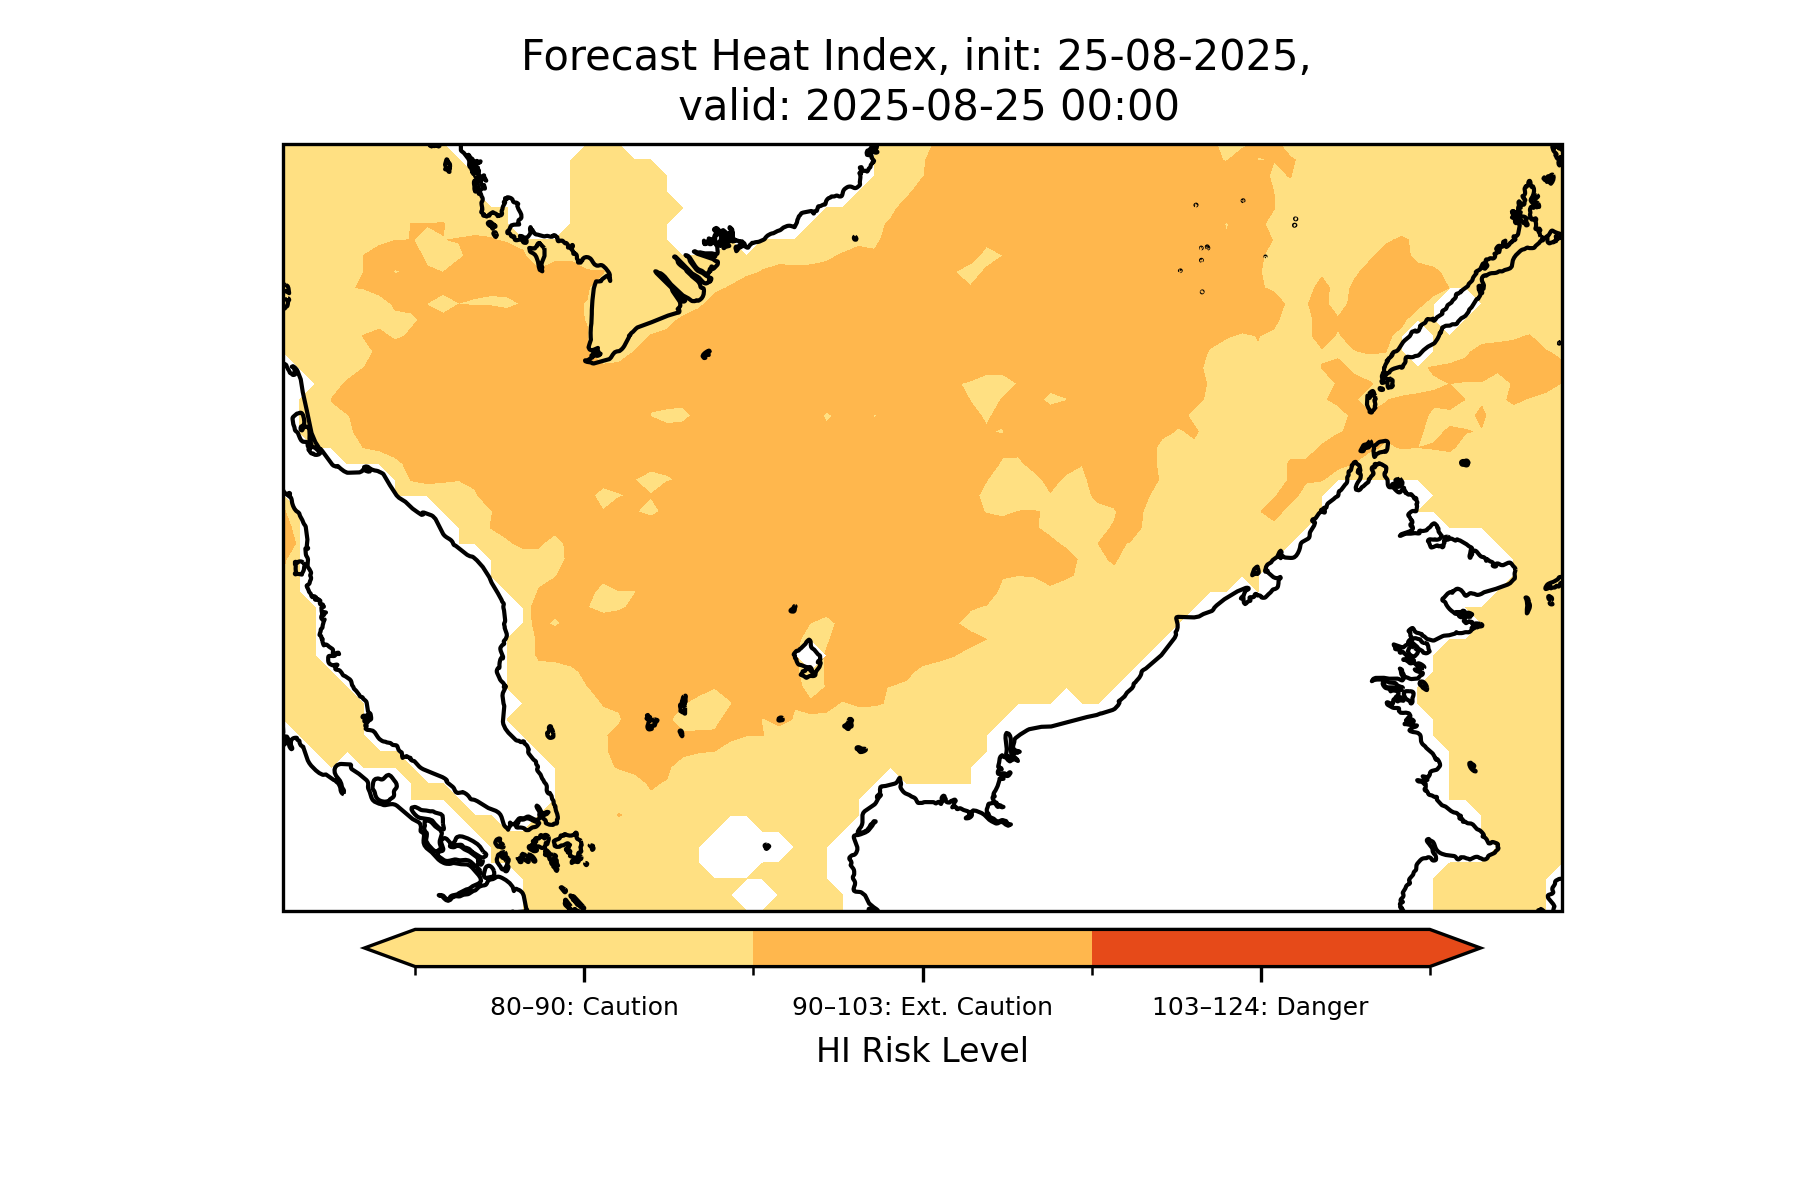 Forecast Heat Index, init: 25-08-2025,
valid: 2025-08-25 00:00
80–90: Caution
90–103: Ext. Caution
103–124: Danger
HI Risk Level